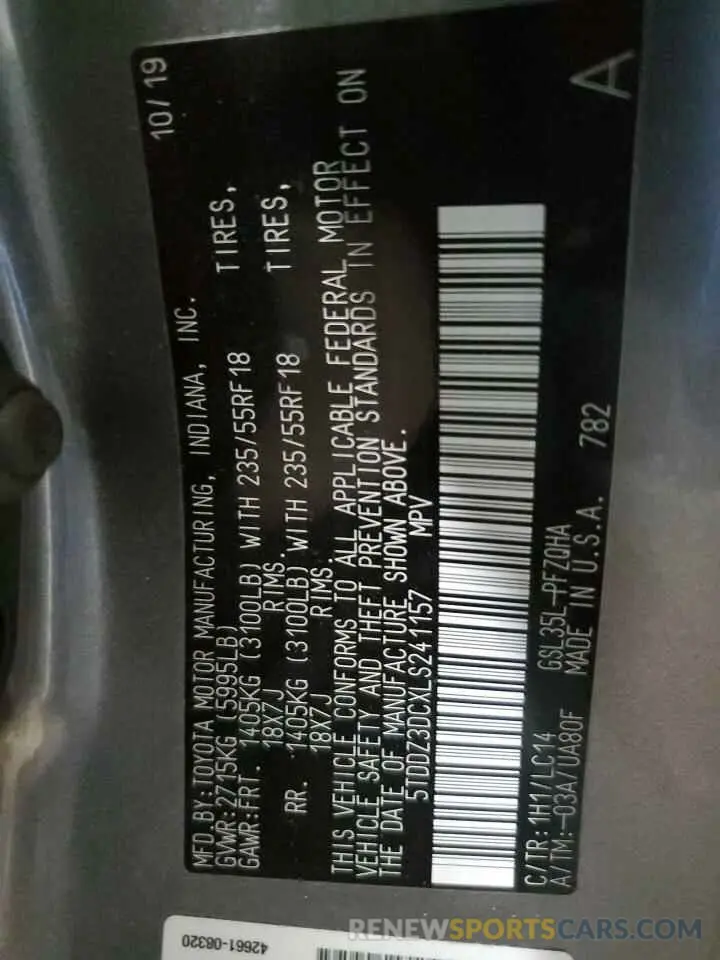 MFD.BY:TOYOTA MOTOR MANUFACTURING, INDIANA, INC. 10/19
GVWR:2715KG (5995LB)
GAWR:FRT. 1405KG (3100LB) WITH 235/55RF18 TIRES,
18X7J RIMS.
RR. 1405KG (3100LB) WITH 235/55RF18 TIRES,
18X7J RIMS.
THIS VEHICLE CONFORMS TO ALL APPLICABLE FEDERAL MOTOR
VEHICLE SAFETY AND THEFT PREVENTION STANDARDS IN EFFECT ON
THE DATE OF MANUFACTURE SHOWN ABOVE.
5TDDZ3DCXLS241157 MPV
C/TR:1H1/LC14 GSL35L-PFZQHA
A/TM:-03A/UA80F MADE IN U.S.A. 782 A
42661-08320
RENEWSPORTSCARS.COM